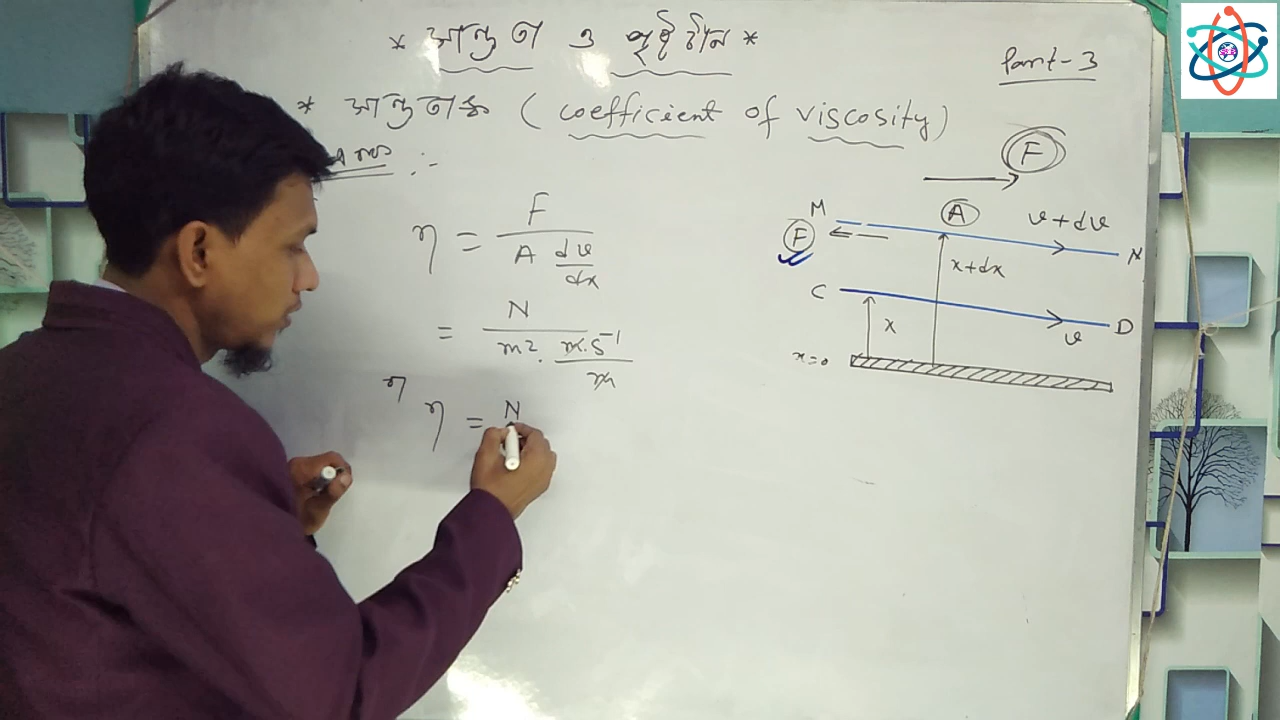 * সান্দ্রতা ও পৃষ্ঠটান *
Part-3
* সান্দ্রতাঙ্ক (coefficient of viscosity)
:-
η = F / A dv/dx
= N / m². m.s⁻¹/m
η
η = N
F
M A v+dv
F N
x+dx
C
x D
v
x=0